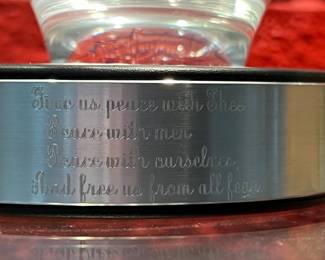 Give us peace with Thee
Peace with men
Peace with ourselves,
And free us from all fear